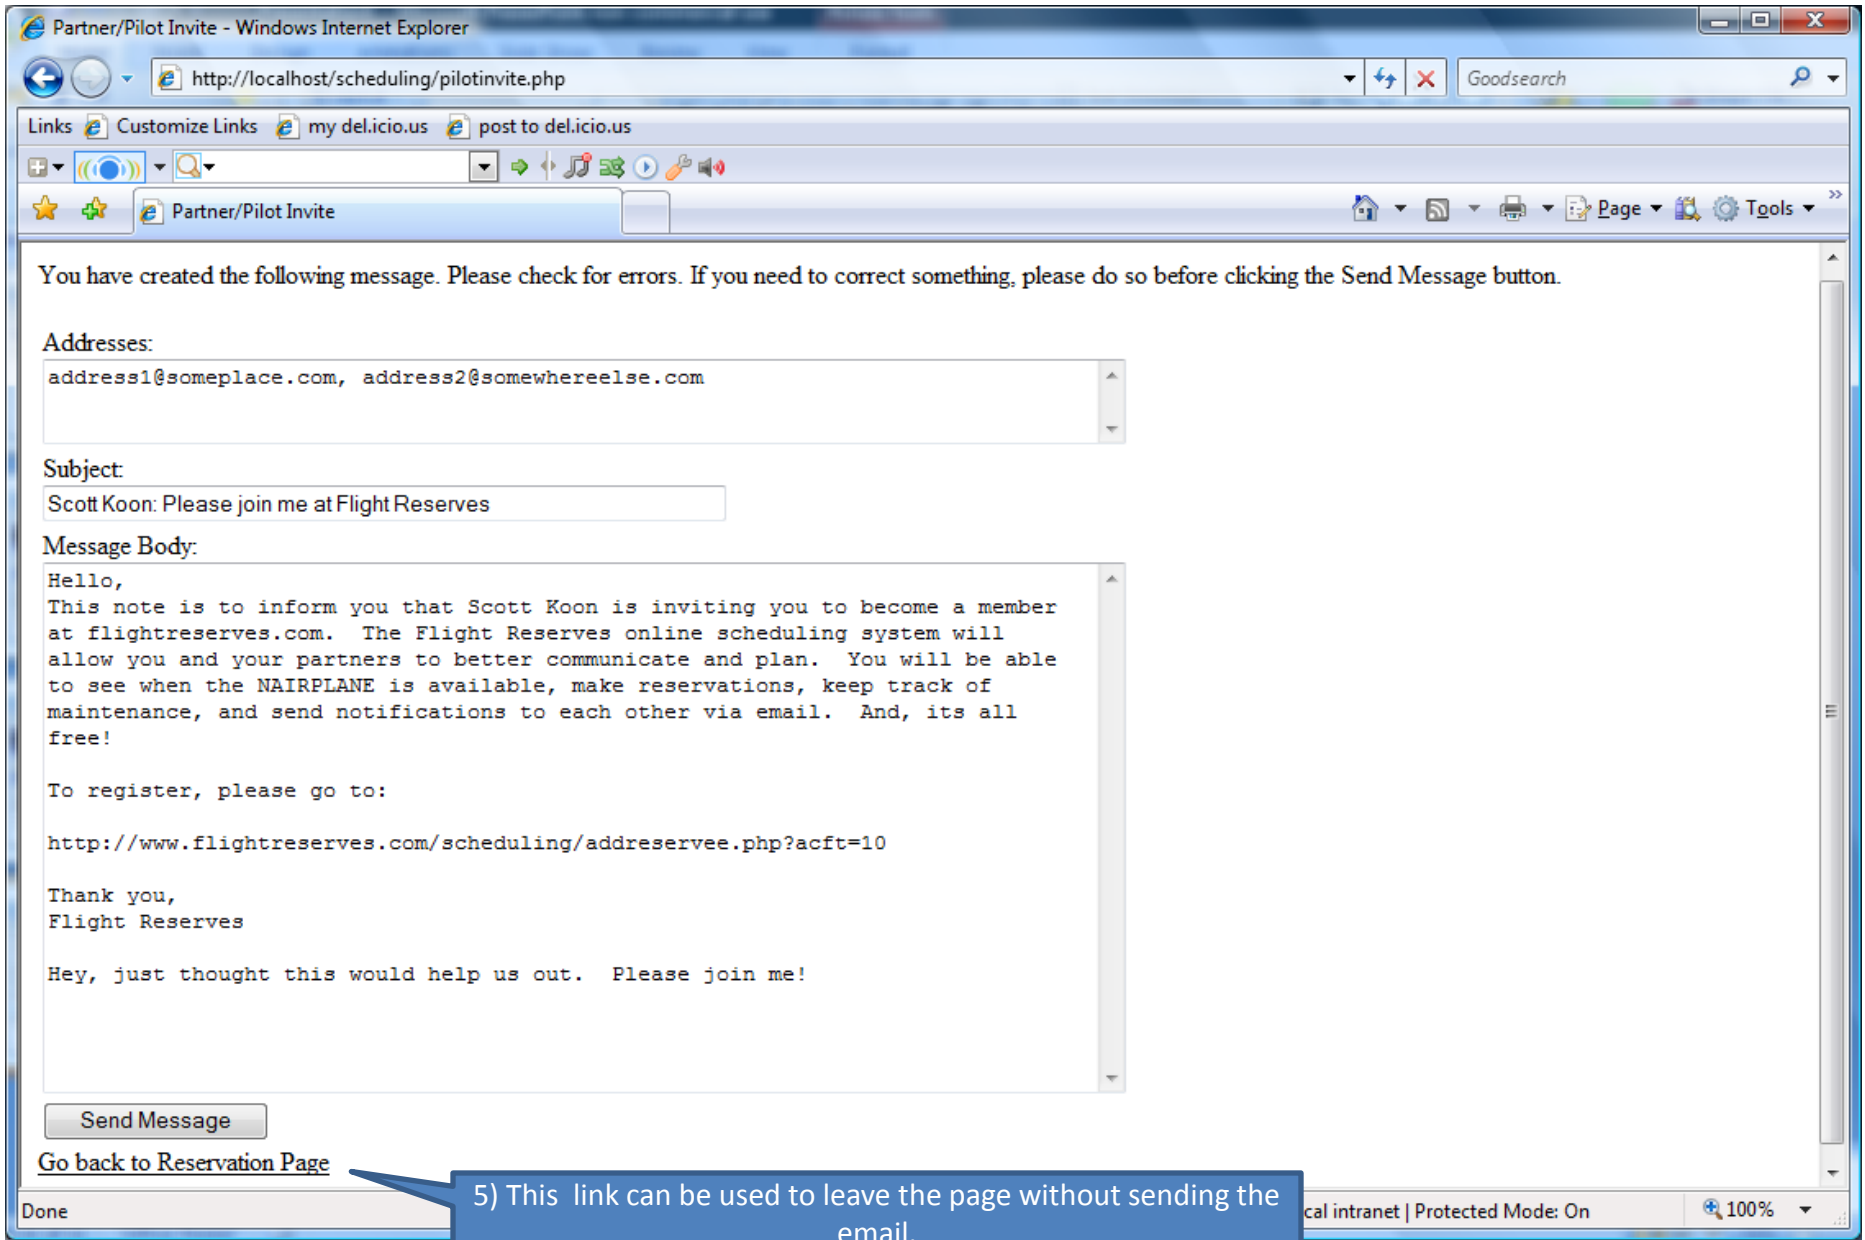 Partner/Pilot Invite - Windows Internet Explorer
http://localhost/scheduling/pilotinvite.php
Goodsearch
Links Customize Links my del.icio.us post to del.icio.us
Partner/Pilot Invite
Page Tools
You have created the following message. Please check for errors. If you need to correct something, please do so before clicking the Send Message button.
Addresses:
address1@someplace.com, address2@somewhereelse.com
Subject:
Scott Koon: Please join me at Flight Reserves
Message Body:
Hello,
This note is to inform you that Scott Koon is inviting you to become a member
at flightreserves.com.  The Flight Reserves online scheduling system will
allow you and your partners to better communicate and plan.  You will be able
to see when the NAIRPLANE is available, make reservations, keep track of
maintenance, and send notifications to each other via email.  And, its all
free!
To register, please go to:
http://www.flightreserves.com/scheduling/addreservee.php?acft=10
Thank you,
Flight Reserves
Hey, just thought this would help us out.  Please join me!
Send Message
Go back to Reservation Page
5) This  link can be used to leave the page without sending the
email.
Done
cal intranet | Protected Mode: On
100%